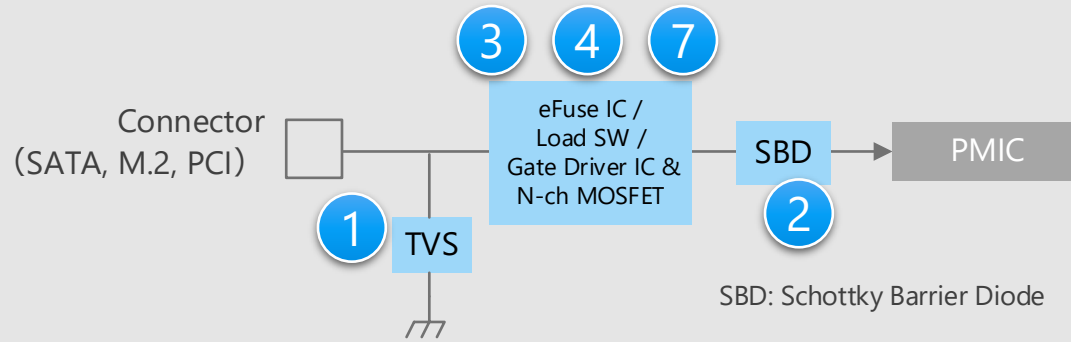 3 4 7
Connector
(SATA, M.2, PCI)
eFuse IC /
Load SW /
Gate Driver IC &
N-ch MOSFET
SBD
PMIC
1
TVS
2
SBD: Schottky Barrier Diode